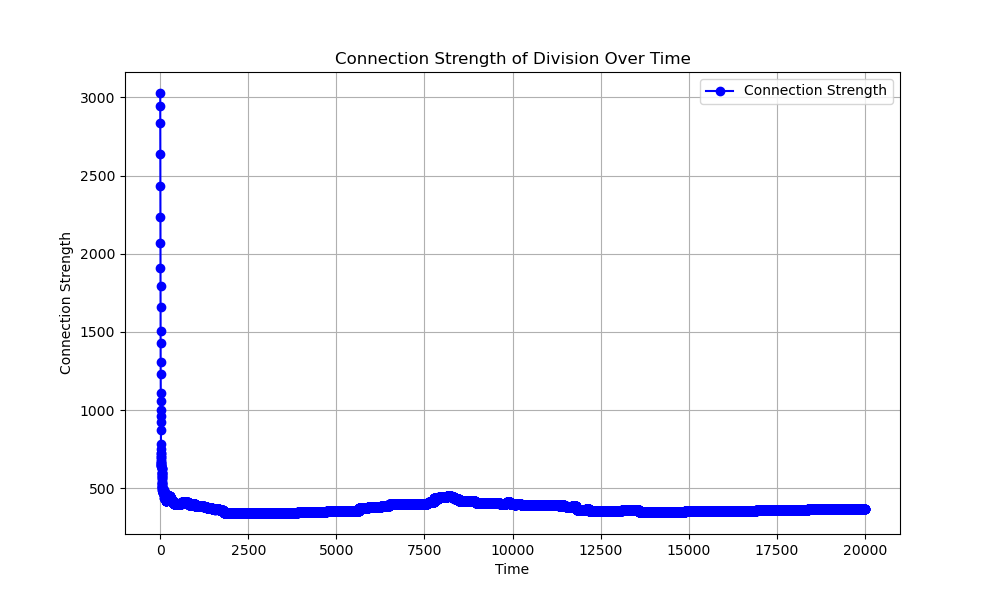 Connection Strength of Division Over Time
Connection Strength
3000
2500
2000
1500
1000
500
Connection Strength
0 2500 5000 7500 10000 12500 15000 17500 20000
Time